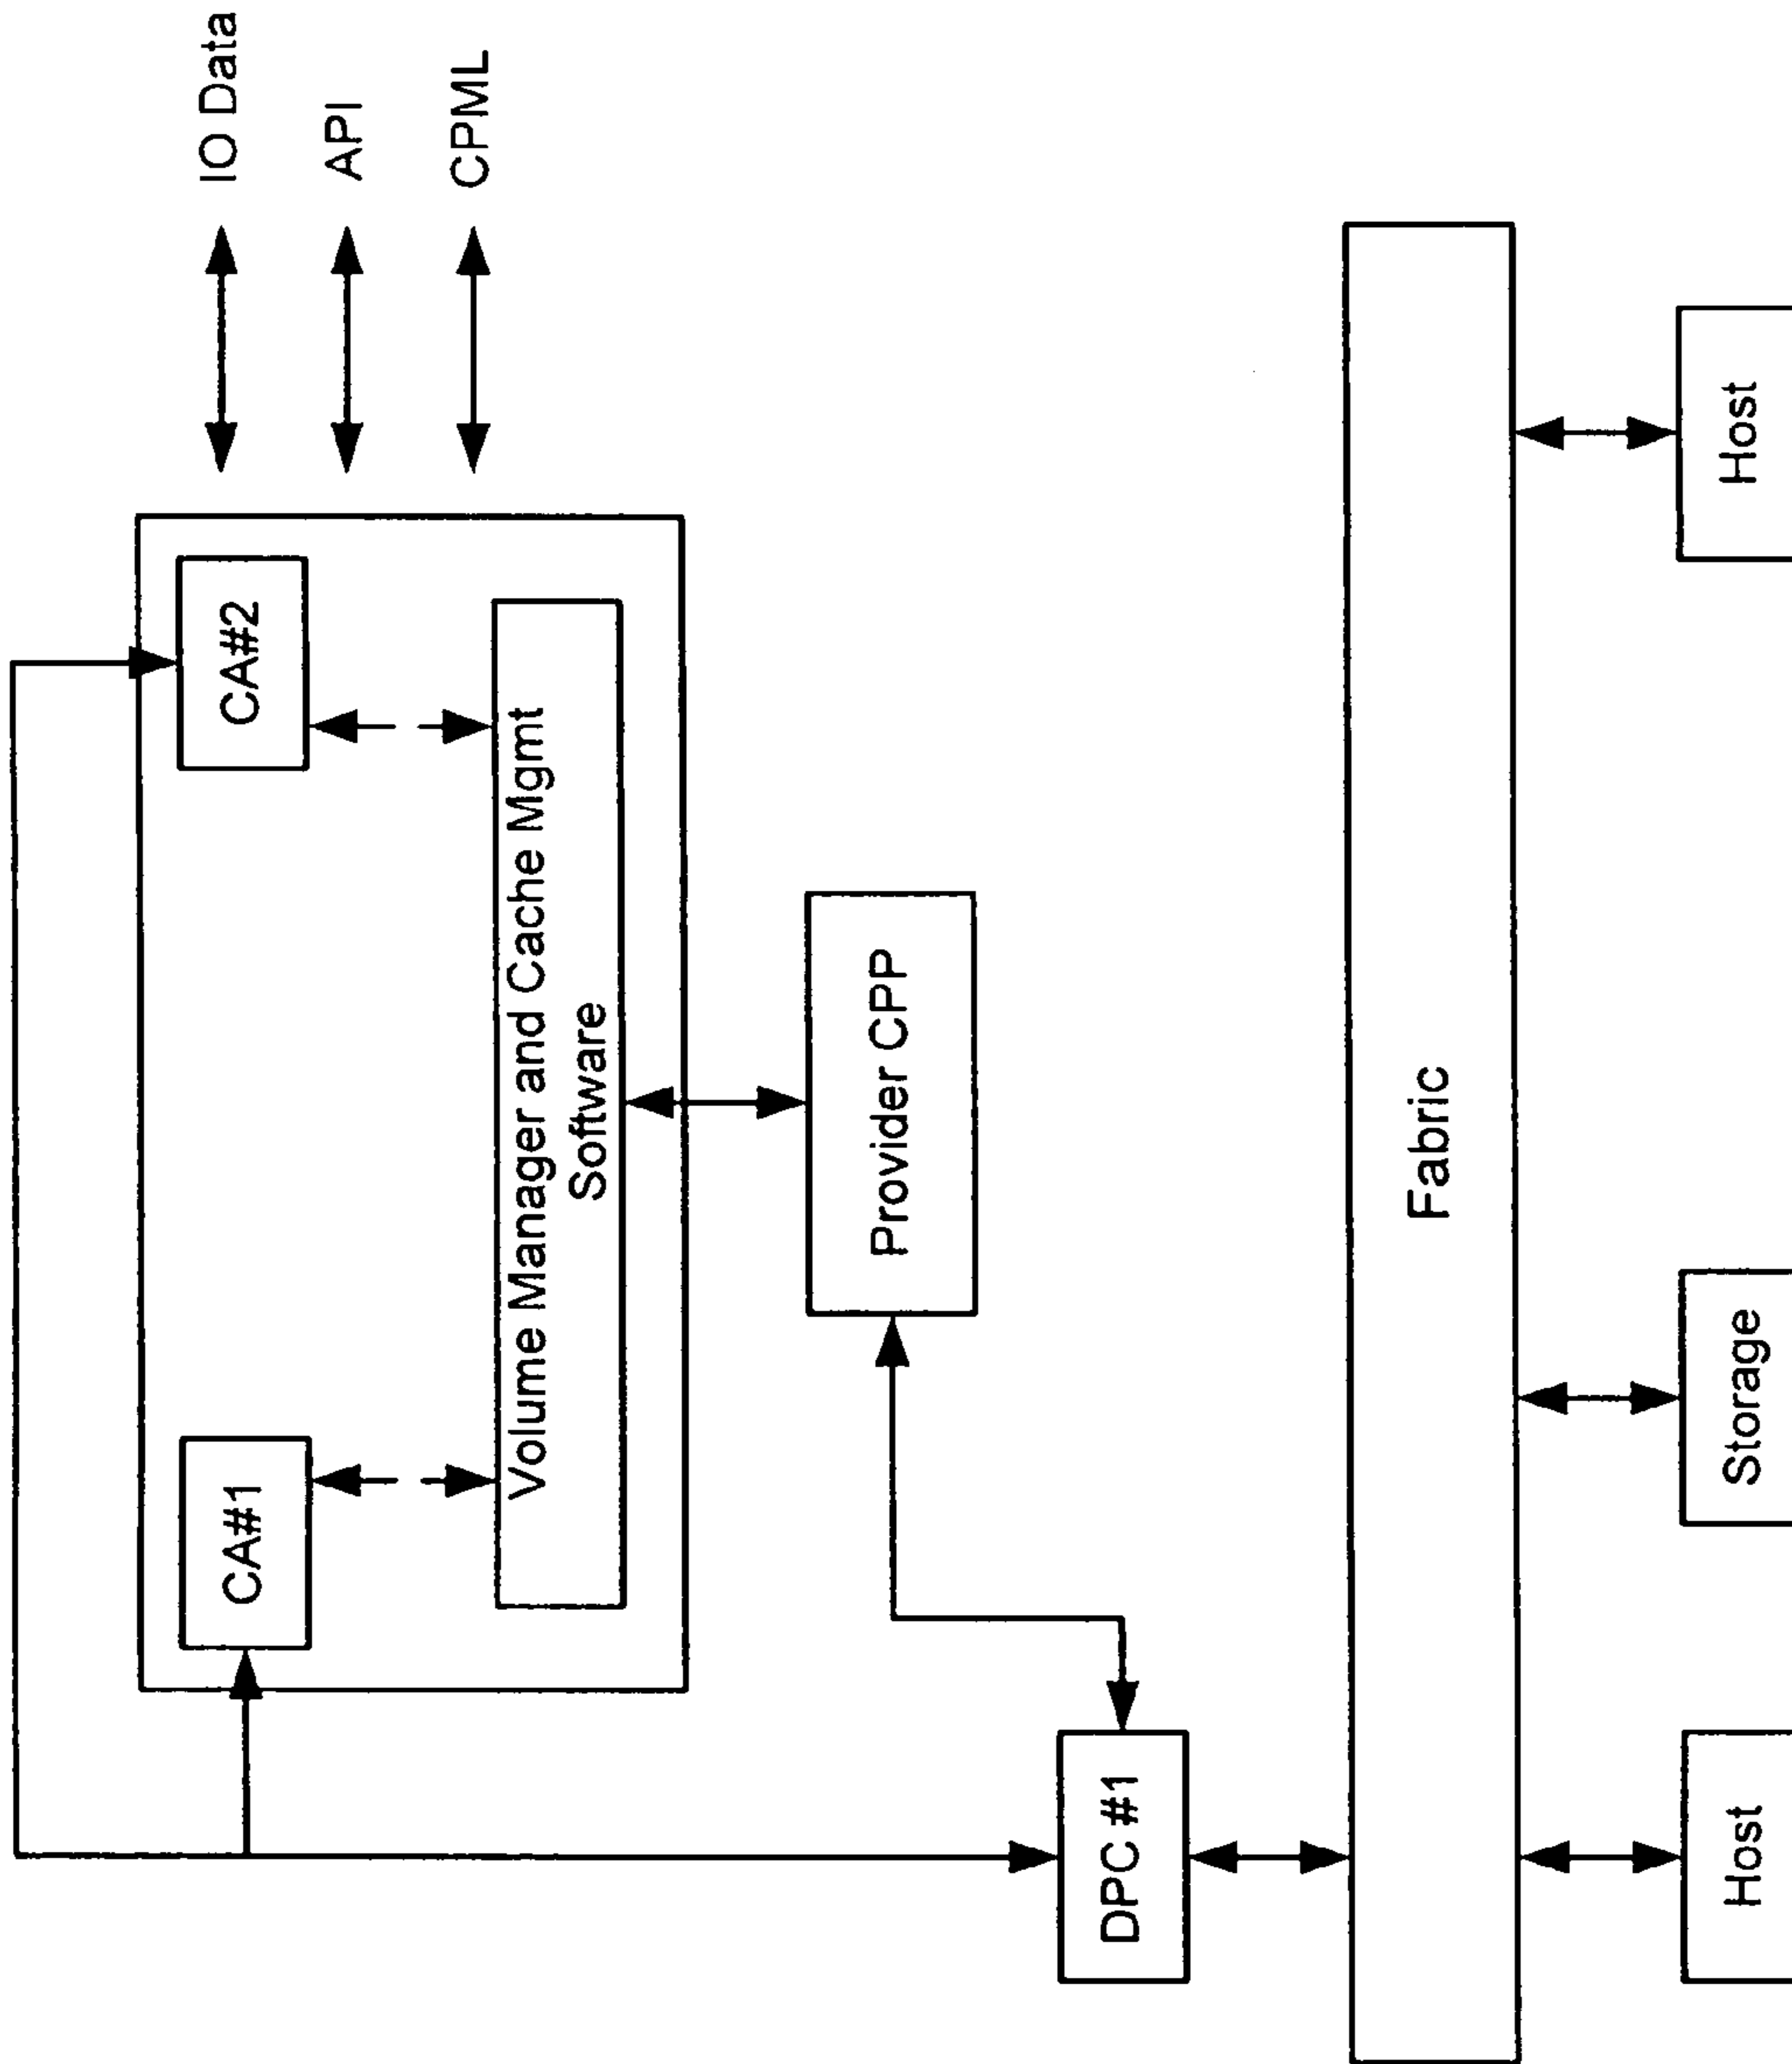 IO Data
API
CPML
CA#1
CA#2
Volume Manager and Cache Mgmt
Software
Provider CPP
DPC #1
Fabric
Host
Storage
Host